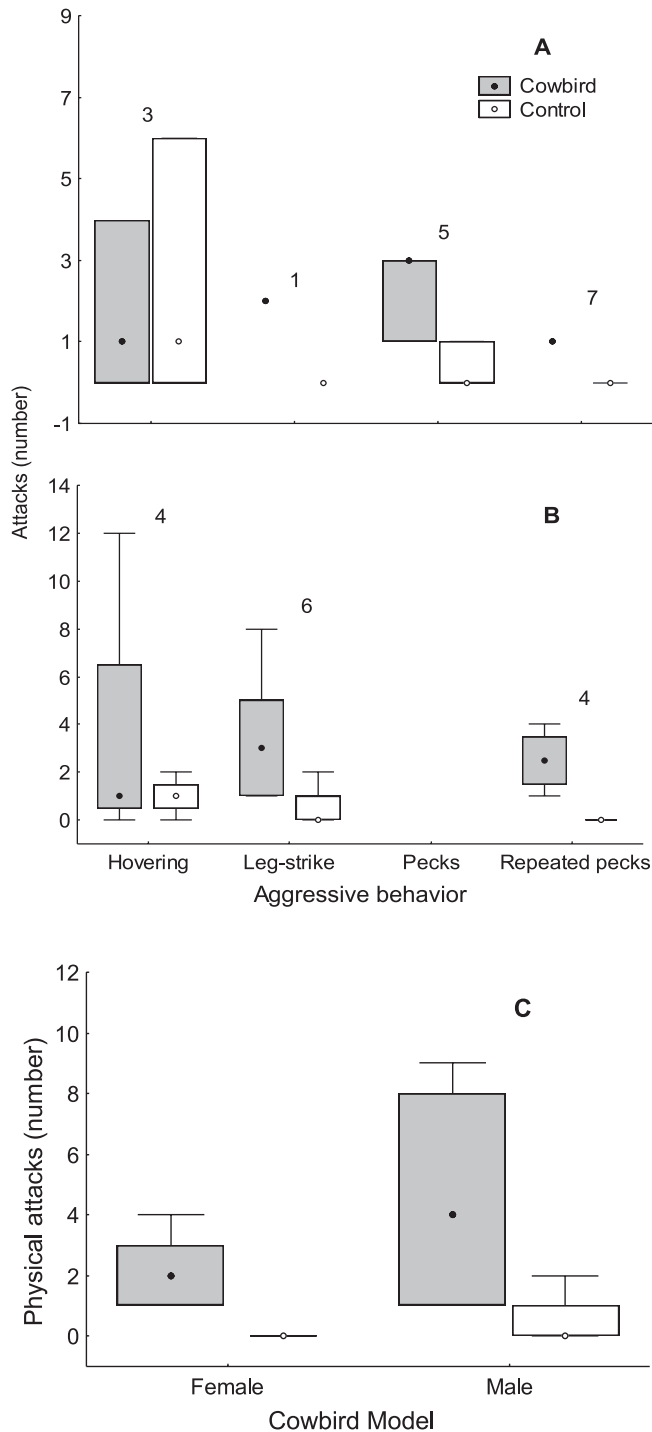 9
A
Cowbird
Control
7
3
5
5
3
1
1
7
-1
Attacks (number)
14
4
B
12
10
6
8
6
4
4
2
0
Hovering Leg-strike Pecks Repeated pecks
Aggressive behavior
12
C
10
8
6
4
2
0
Physical attacks (number)
Female Male
Cowbird Model